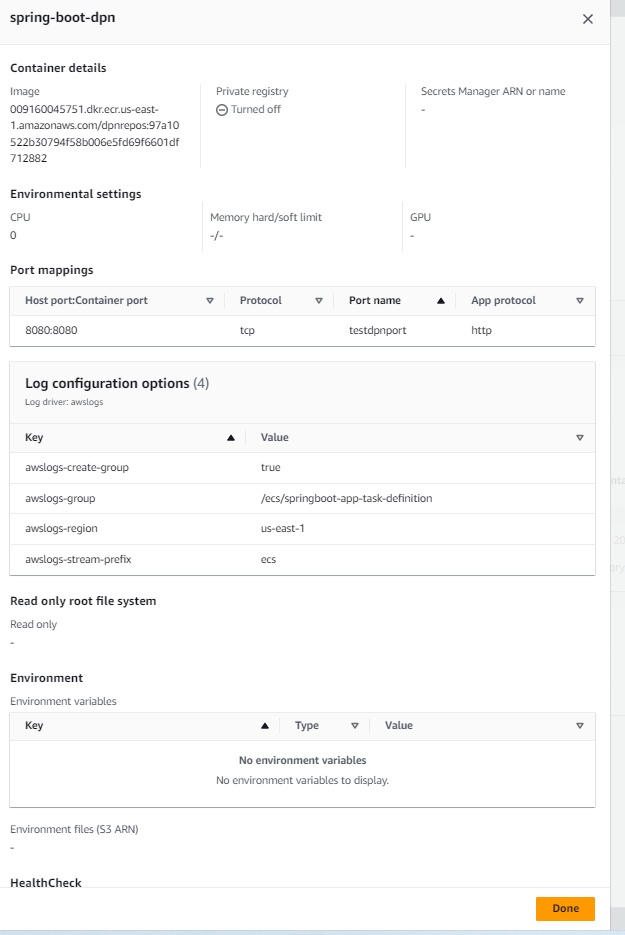 spring-boot-dpn
Container details
Image
Private registry
Secrets Manager ARN or name
009160045751.dkr.ecr.us-east-
1.amazonaws.com/dpnrepos:97a10
522b30794f58b006e5fd69f6601df
712882
Turned off
-
Environmental settings
CPU
Memory hard/soft limit
GPU
0
-/-
-
Port mappings
Host port:Container port
Protocol
Port name
App protocol
8080:8080
tcp
testdpnport
http
Log configuration options (4)
Log driver: awslogs
Key
Value
awslogs-create-group
true
awslogs-group
/ecs/springboot-app-task-definition
awslogs-region
us-east-1
awslogs-stream-prefix
ecs
Read only root file system
Read only
-
Environment
Environment variables
Key
Type
Value
No environment variables
No environment variables to display.
Environment files (S3 ARN)
-
HealthCheck
Done